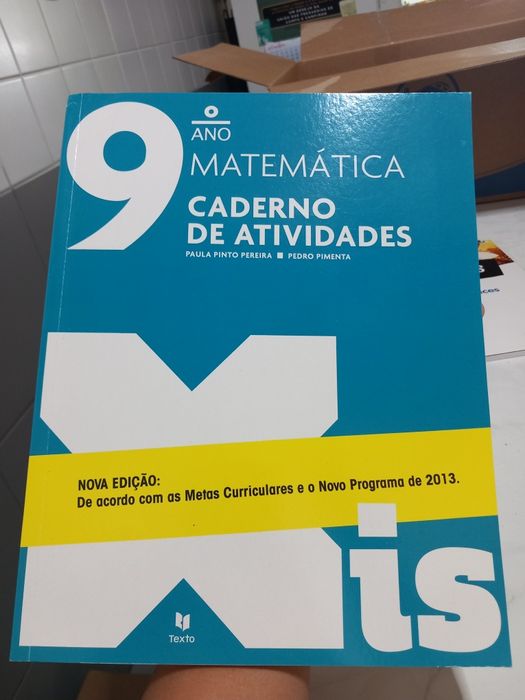 9.º
ANO
MATEMÁTICA
CADERNO
DE ATIVIDADES
PAULA PINTO PEREIRA ■ PEDRO PIMENTA
NOVA EDIÇÃO:
De acordo com as Metas Curriculares e o Novo Programa de 2013.
Xis
Texto